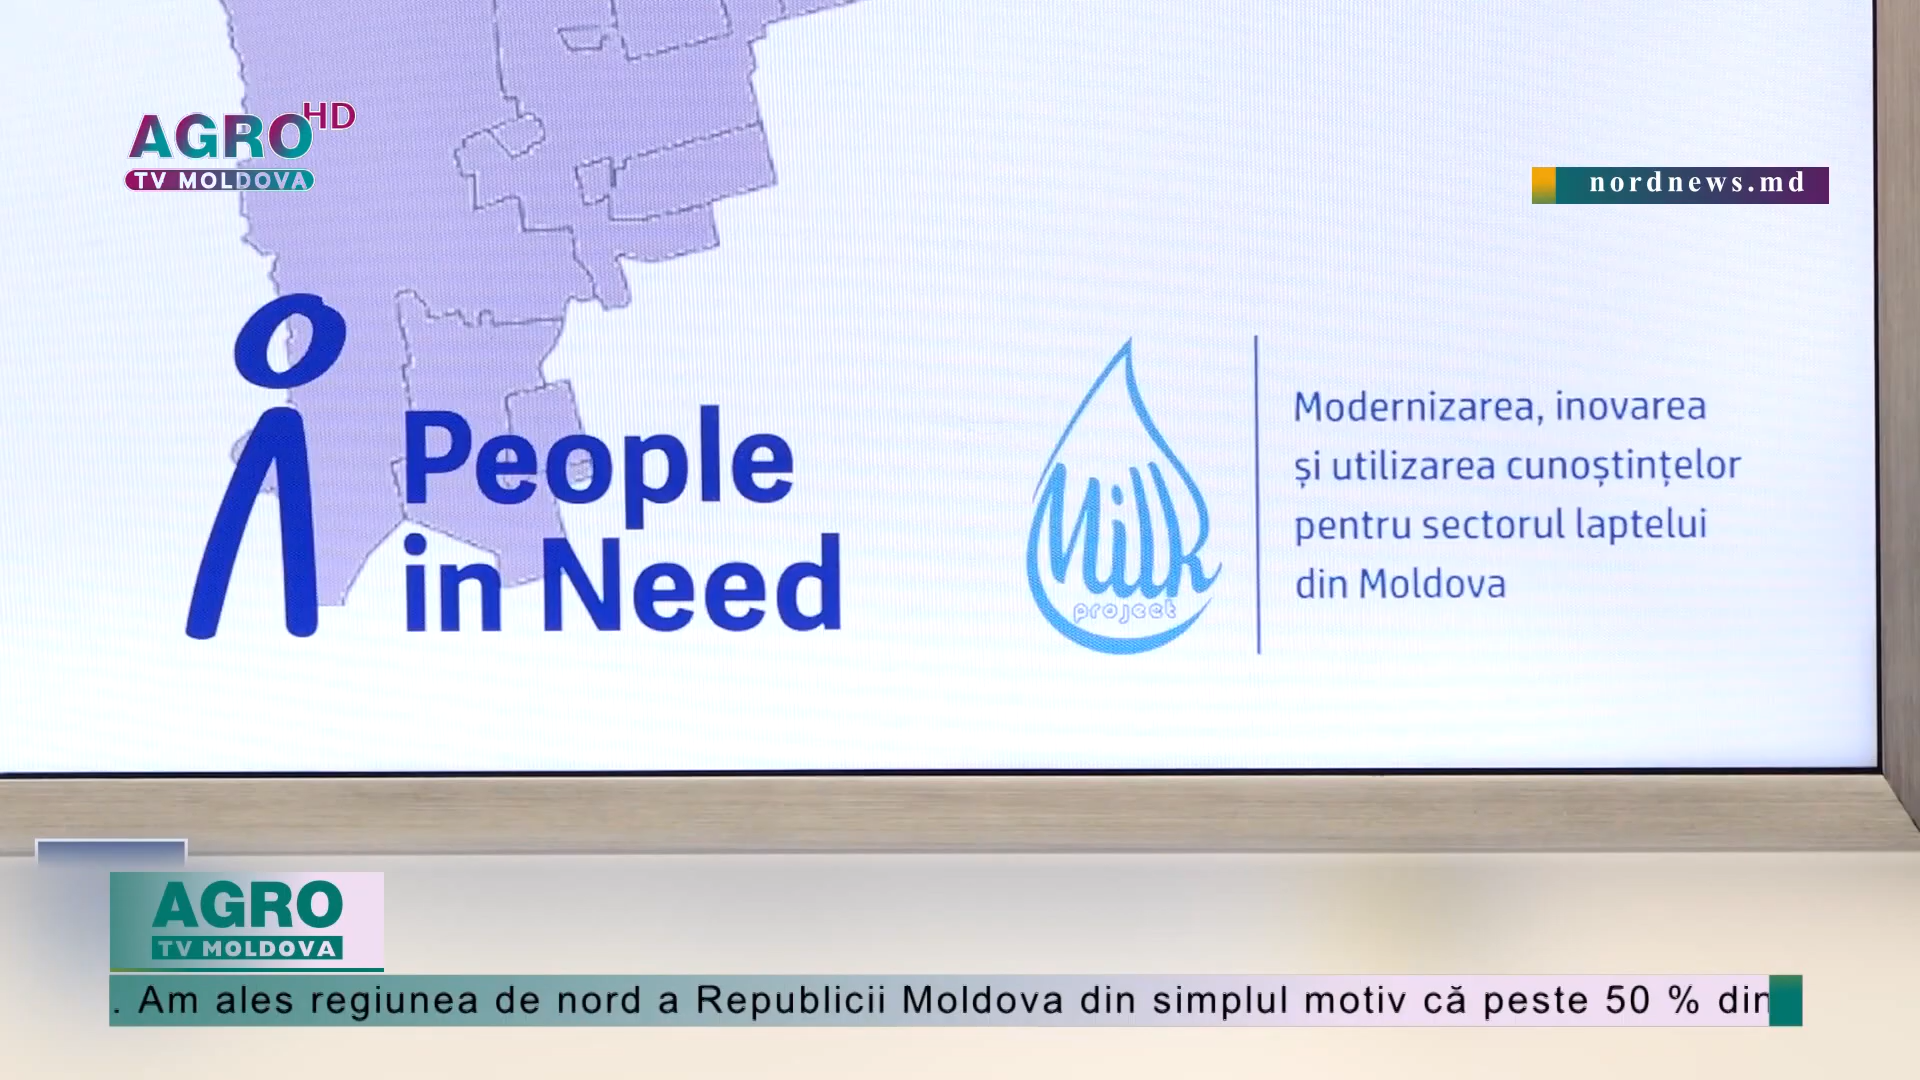 AGRO HD
TV MOLDOVA
nordnews.md
People
in Need
Milk
project
Modernizarea, inovarea
și utilizarea cunoștințelor
pentru sectorul laptelui
din Moldova
AGRO
TV MOLDOVA
. Am ales regiunea de nord a Republicii Moldova din simplul motiv că peste 50 % din